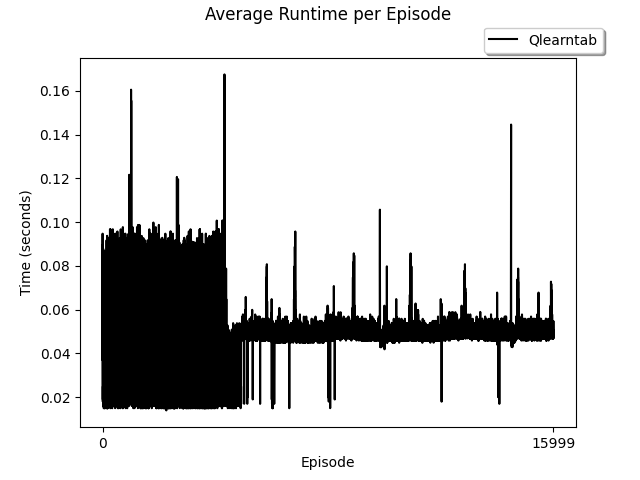 Average Runtime per Episode
Qlearntab
0.16
0.14
0.12
0.10
0.08
0.06
0.04
0.02
Time (seconds)
0
15999
Episode